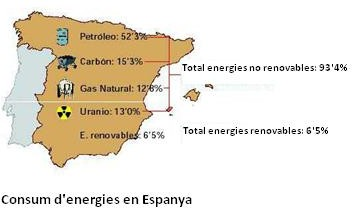 Petróleo: 52'3%
Carbón: 15'3%
Total energies no renovables: 93'4%
Gas Natural: 12'8%
Uranio: 13'0%
E. renovables: 6'5%
Total energies renovables: 6'5%
Consum d'energies en Espanya